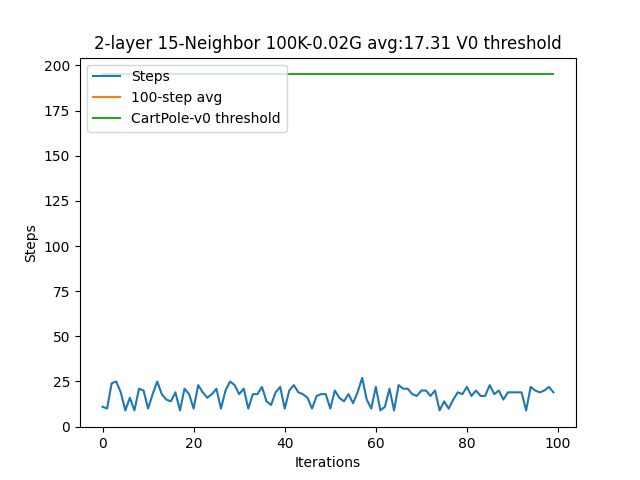 2-layer 15-Neighbor 100K-0.02G avg:17.31 V0 threshold
Steps
100-step avg
CartPole-v0 threshold
200
175
150
125
100
75
50
25
0
Steps
0 20 40 60 80 100
Iterations